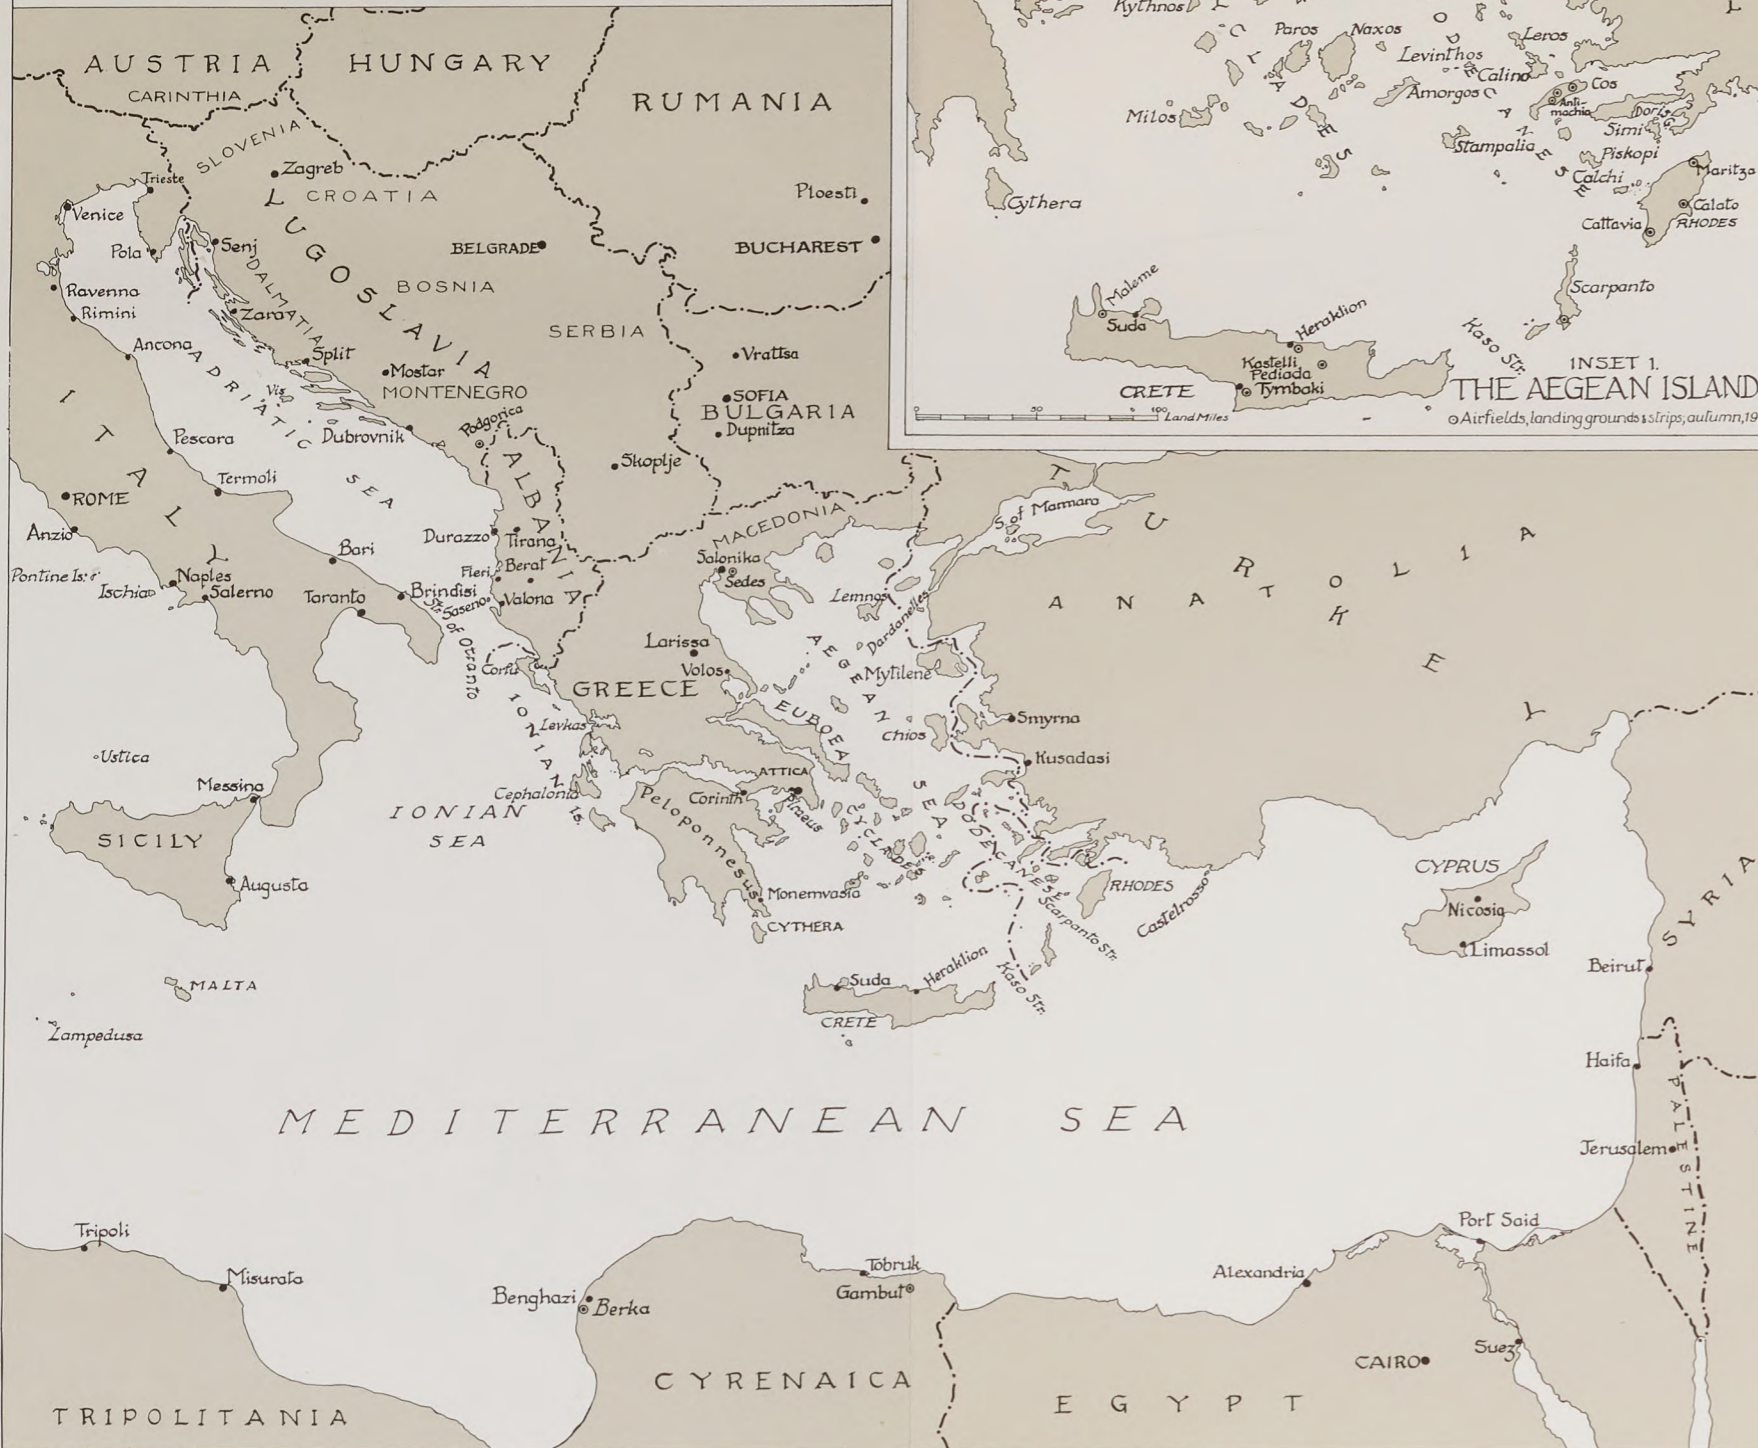 AUSTRIA
HUNGARY
RUMANIA
CARINTHIA
SLOVENIA
Zagreb
CROATIA
Trieste
Venice
Pola
Senj
Ploesti
BUCHAREST
BELGRADE
JUGOSLAVIA
BOSNIA
DALMATIA
SERBIA
Ravenna
Rimini
Zara
Ancona
ADRIATIC SEA
Split
Mostar
MONTENEGRO
Vis
Vrattsa
SOFIA
BULGARIA
Dupnitza
Podgorica
Dubrovnik
Pescara
Skoplje
ITALY
Termoli
ROME
ALBANIA
MACEDONIA
Anzio
Bari
Durazzo
Tirana
Salonika
Sedes
Pontine Is.
Ischia
Naples
Salerno
Taranto
Brindisi
Fieri
Berat
Saseno
Valona
Str. of Otranto
Lemnos
Dardanelles
S. of Marmara
TURKEY
ANATOLIA
Larissa
Volos
Corfu
GREECE
AEGEAN SEA
Mytilene
IONIAN Is.
Levkas
EUBOEA
Chios
Smyrna
Kusadasi
Ustica
Messina
Cephalonia
ATTICA
Corinth
Piraeus
Peloponnesus
CYCLADES
DODECANESE
SICILY
IONIAN
SEA
Augusta
Monemvasia
CYTHERA
RHODES
Scarpanto Str.
Castelrosso
CYPRUS
Nicosia
Limassol
SYRIA
Beirut
MALTA
Lampedusa
Suda
Heraklion
Kaso Str.
CRETE
Haifa
PALESTINE
MEDITERRANEAN SEA
Jerusalem
Tripoli
Misurata
Benghazi
Berka
Tobruk
Gambut
Alexandria
Port Said
Suez
CAIRO
CYRENAICA
EGYPT
TRIPOLITANIA
Kythnos
CYCLADES
Paros
Naxos
Levinthos
Leros
Calino
Cos
Anti-
machia
Amorgos
DODECANESE
Milos
Stampalia
Doris
Simi
Piskopi
Calchi
Maritza
Calato
Cattavia
RHODES
Cythera
Scarpanto
Maleme
Suda
Heraklion
Kastelli
Pediada
Tymbaki
CRETE
Kaso Str.
INSET 1.
THE AEGEAN ISLAND
Airfields, landing grounds & strips, autumn, 19
0 50 100 Land Miles